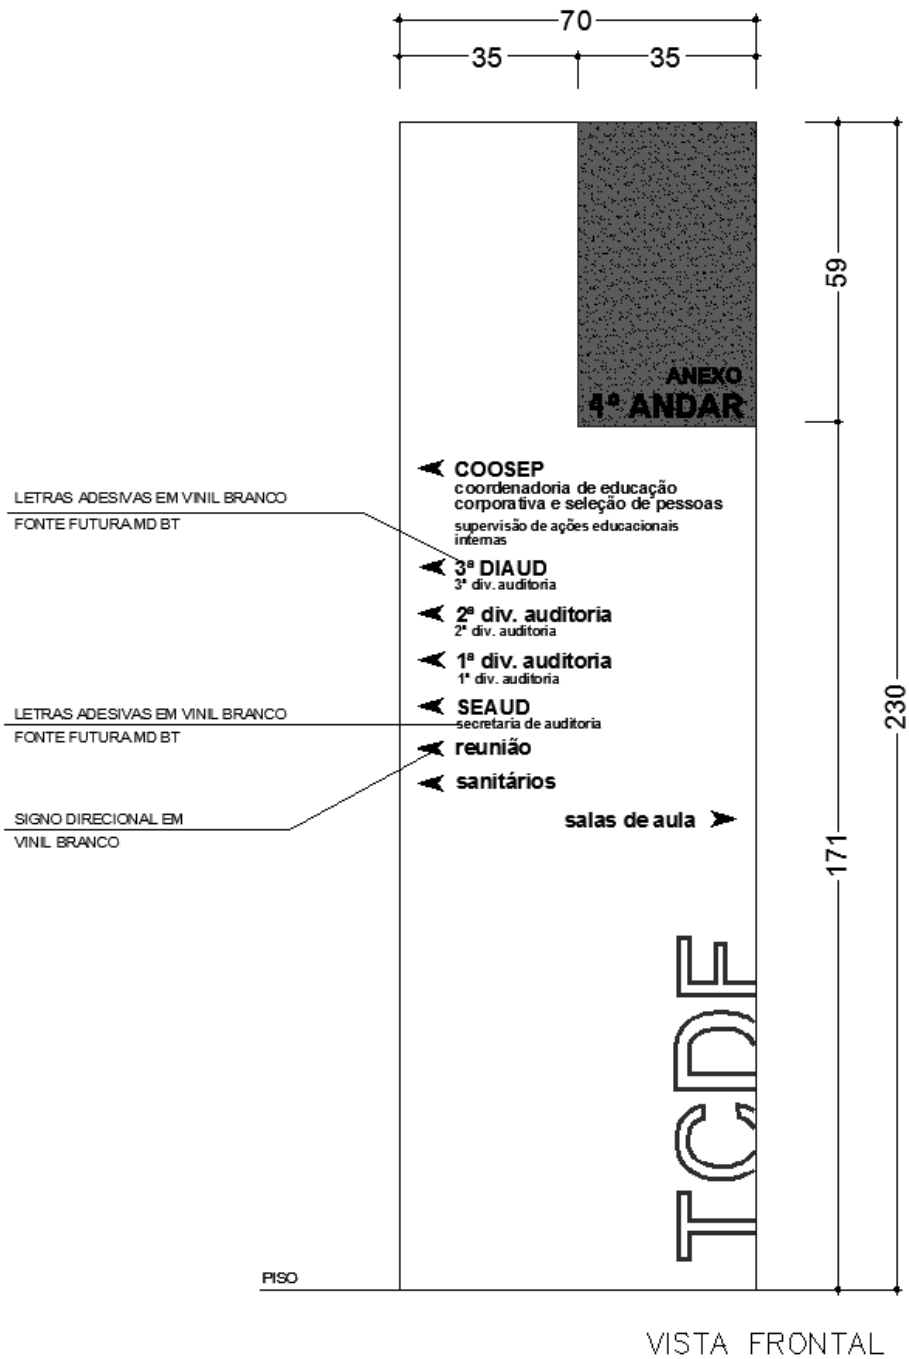 70
35
35
59
ANEXO
4º ANDAR
COOSEP
coordenadoria de educação
corporativa e seleção de pessoas
supervisão de ações educacionais
internas
LETRAS ADESIVAS EM VINIL BRANCO
FONTE FUTURA MD BT
3ª DIAUD
3ª div. auditoria
2ª div. auditoria
2ª div. auditoria
1ª div. auditoria
1ª div. auditoria
SEAUD
secretaria de auditoria
LETRAS ADESIVAS EM VINIL BRANCO
FONTE FUTURA MD BT
reunião
sanitários
salas de aula
SIGNO DIRECIONAL EM
VINIL BRANCO
230
171
TCDF
PISO
VISTA FRONTAL